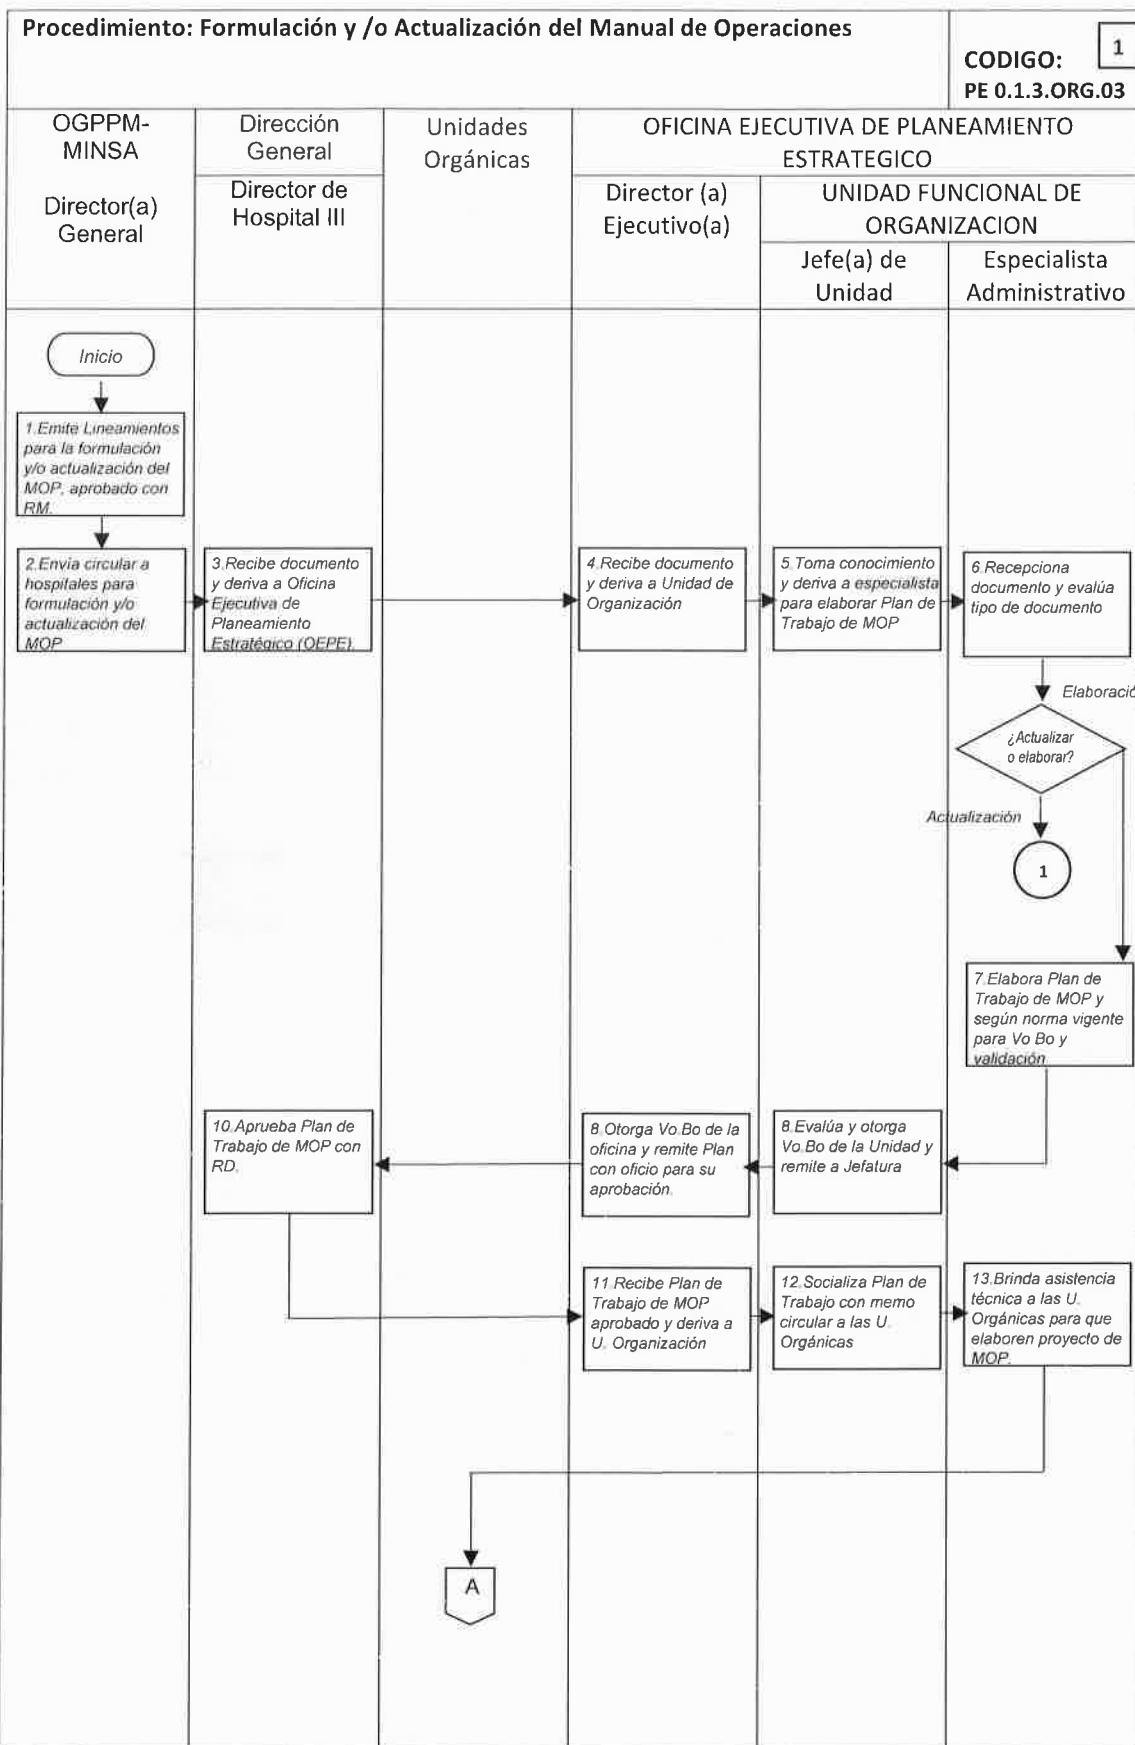 Procedimiento: Formulación y /o Actualización del Manual de Operaciones
1
CODIGO:
PE 0.1.3.ORG.03
OGPPM-
MINSA
Director(a)
General
Dirección
General
Director de
Hospital III
Unidades
Orgánicas
OFICINA EJECUTIVA DE PLANEAMIENTO
ESTRATEGICO
Director (a)
Ejecutivo(a)
UNIDAD FUNCIONAL DE
ORGANIZACION
Jefe(a) de
Unidad
Especialista
Administrativo
Inicio
1.Emite Lineamientos
para la formulación
y/o actualización del
MOP, aprobado con
RM.
2.Envía circular a
hospitales para
formulación y/o
actualización del
MOP
3.Recibe documento
y deriva a Oficina
Ejecutiva de
Planeamiento
Estratégico (OEPE).
4.Recibe documento
y deriva a Unidad de
Organización
5.Toma conocimiento
y deriva a especialista
para elaborar Plan de
Trabajo de MOP
6.Recepciona
documento y evalúa
tipo de documento
Elaboració
¿Actualizar
o elaborar?
Actualización
1
7.Elabora Plan de
Trabajo de MOP y
según norma vigente
para Vo Bo y
validación
10.Aprueba Plan de
Trabajo de MOP con
RD.
8.Otorga Vo.Bo de la
oficina y remite Plan
con oficio para su
aprobación.
8.Evalúa y otorga
Vo.Bo de la Unidad y
remite a Jefatura
11.Recibe Plan de
Trabajo de MOP
aprobado y deriva a
U. Organización
12.Socializa Plan de
Trabajo con memo
circular a las U.
Orgánicas
13.Brinda asistencia
técnica a las U.
Orgánicas para que
elaboren proyecto de
MOP.
A